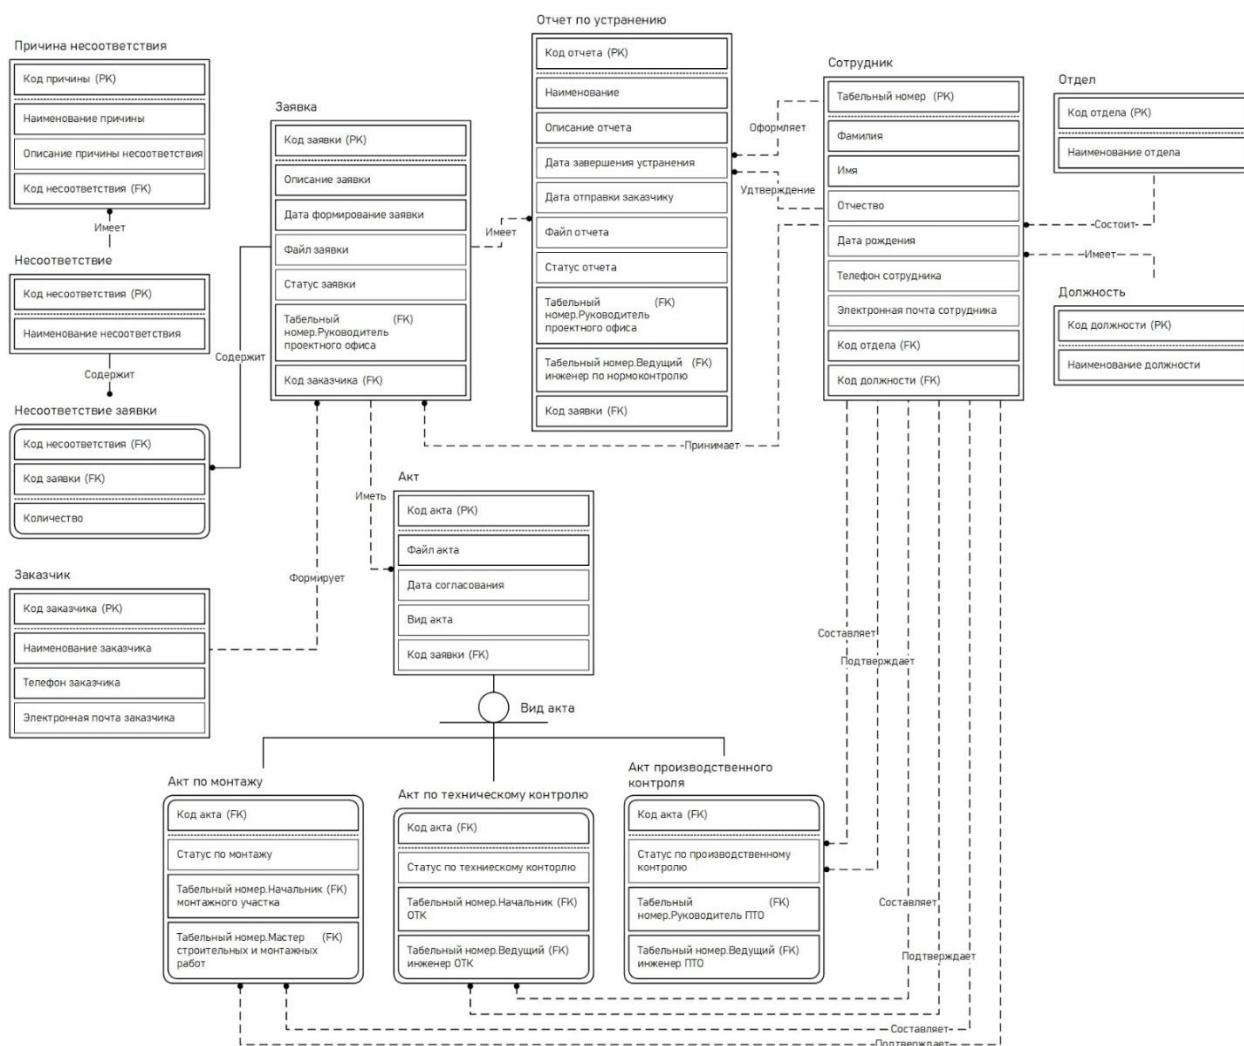 Причина несоответствия
Код причины (PK)
Наименование причины
Описание причины несоответствия
Код несоответствия (FK)
Имеет
Несоответствие
Код несоответствия (PK)
Наименование несоответствия
Содержит
Несоответствие заявки
Код несоответствия (FK)
Код заявки (FK)
Количество
Заказчик
Код заказчика (PK)
Наименование заказчика
Телефон заказчика
Электронная почта заказчика
Содержит
Формирует
Заявка
Код заявки (PK)
Описание заявки
Дата формирование заявки
Файл заявки
Статус заявки
Табельный (FK)
номер.Руководитель
проектного офиса
Код заказчика (FK)
Имеет
Иметь
Отчет по устранению
Код отчета (PK)
Наименование
Описание отчета
Дата завершения устранения
Дата отправки заказчику
Файл отчета
Статус отчета
Табельный (FK)
номер.Руководитель
проектного офиса
Табельный номер.Ведущий (FK)
инженер по нормоконтролю
Код заявки (FK)
Оформляет
Удтверждение
Принимает
Сотрудник
Табельный номер (PK)
Фамилия
Имя
Отчество
Дата рождения
Телефон сотрудника
Электронная почта сотрудника
Код отдела (FK)
Код должности (FK)
Отдел
Код отдела (PK)
Наименование отдела
Состоит
Имеет
Должность
Код должности (PK)
Наименование должности
Акт
Код акта (PK)
Файл акта
Дата согласования
Вид акта
Код заявки (FK)
Вид акта
Акт по монтажу
Код акта (FK)
Статус по монтажу
Табельный номер.Начальник (FK)
монтажного участка
Табельный номер.Мастер (FK)
строительных и монтажных
работ
Акт по техническому контролю
Код акта (FK)
Статус по техниескому конторлю
Табельный номер.Начальник (FK)
ОТК
Табельный номер.Ведущий (FK)
инженер ОТК
Акт производственного
контроля
Код акта (FK)
Статус по производственному
контролю
Табельный (FK)
номер.Руководитель ПТО
Табельный номер.Ведущий (FK)
инженер ПТО
Составляет
Подтверждает
Составляет
Подтверждает
Составляет
Подтверждает